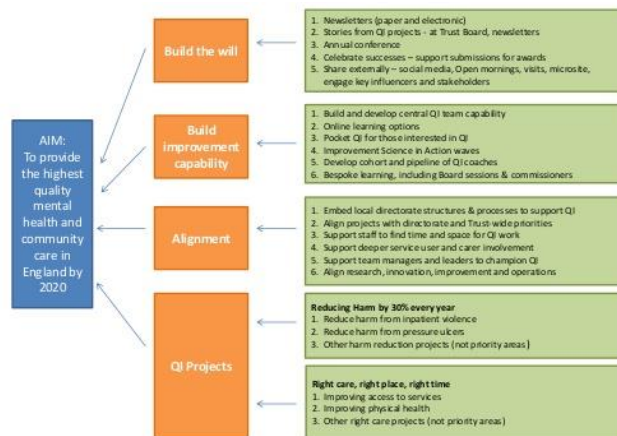 AIM:
To provide
the highest
quality
mental
health and
community
care in
England by
2020
Build the will
1. Newsletters (paper and electronic)
2. Stories from QI projects - at Trust Board, newsletters
3. Annual conference
4. Celebrate successes – support submissions for awards
5. Share externally – social media, Open mornings, visits, microsite,
engage key influencers and stakeholders
Build
improvement
capability
1. Build and develop central QI team capability
2. Online learning options
3. Pocket QI for those interested in QI
4. Improvement Science in Action waves
5. Develop cohort and pipeline of QI coaches
6. Bespoke learning, including Board sessions & commissioners
Alignment
1. Embed local directorate structures & processes to support QI
2. Align projects with directorate and Trust-wide priorities
3. Support staff to find time and space for QI work
4. Support deeper service user and carer involvement
5. Support team managers and leaders to champion QI
6. Align research, innovation, improvement and operations
QI Projects
Reducing Harm by 30% every year
1. Reduce harm from inpatient violence
2. Reduce harm from pressure ulcers
3. Other harm reduction projects (not priority areas)
Right care, right place, right time
1. Improving access to services
2. Improving physical health
3. Other right care projects (not priority areas)